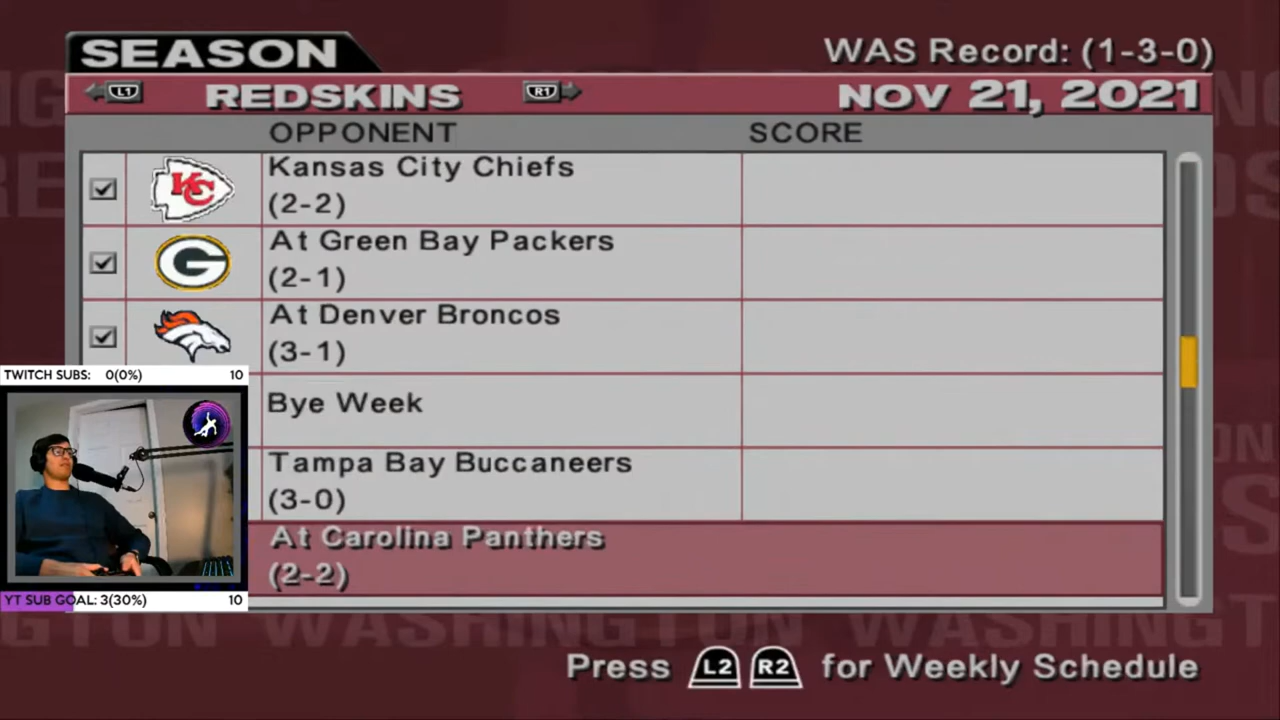 SEASON
WAS Record: (1-3-0)
L1 REDSKINS R1 NOV 21, 2021
OPPONENT SCORE
KC Kansas City Chiefs
(2-2)
G At Green Bay Packers
(2-1)
At Denver Broncos
(3-1)
Bye Week
Tampa Bay Buccaneers
(3-0)
At Carolina Panthers
(2-2)
TWITCH SUBS: 0(0%) 10
YT SUB GOAL: 3(30%) 10
WASHINGTON WASHINGTON
Press L2 R2 for Weekly Schedule